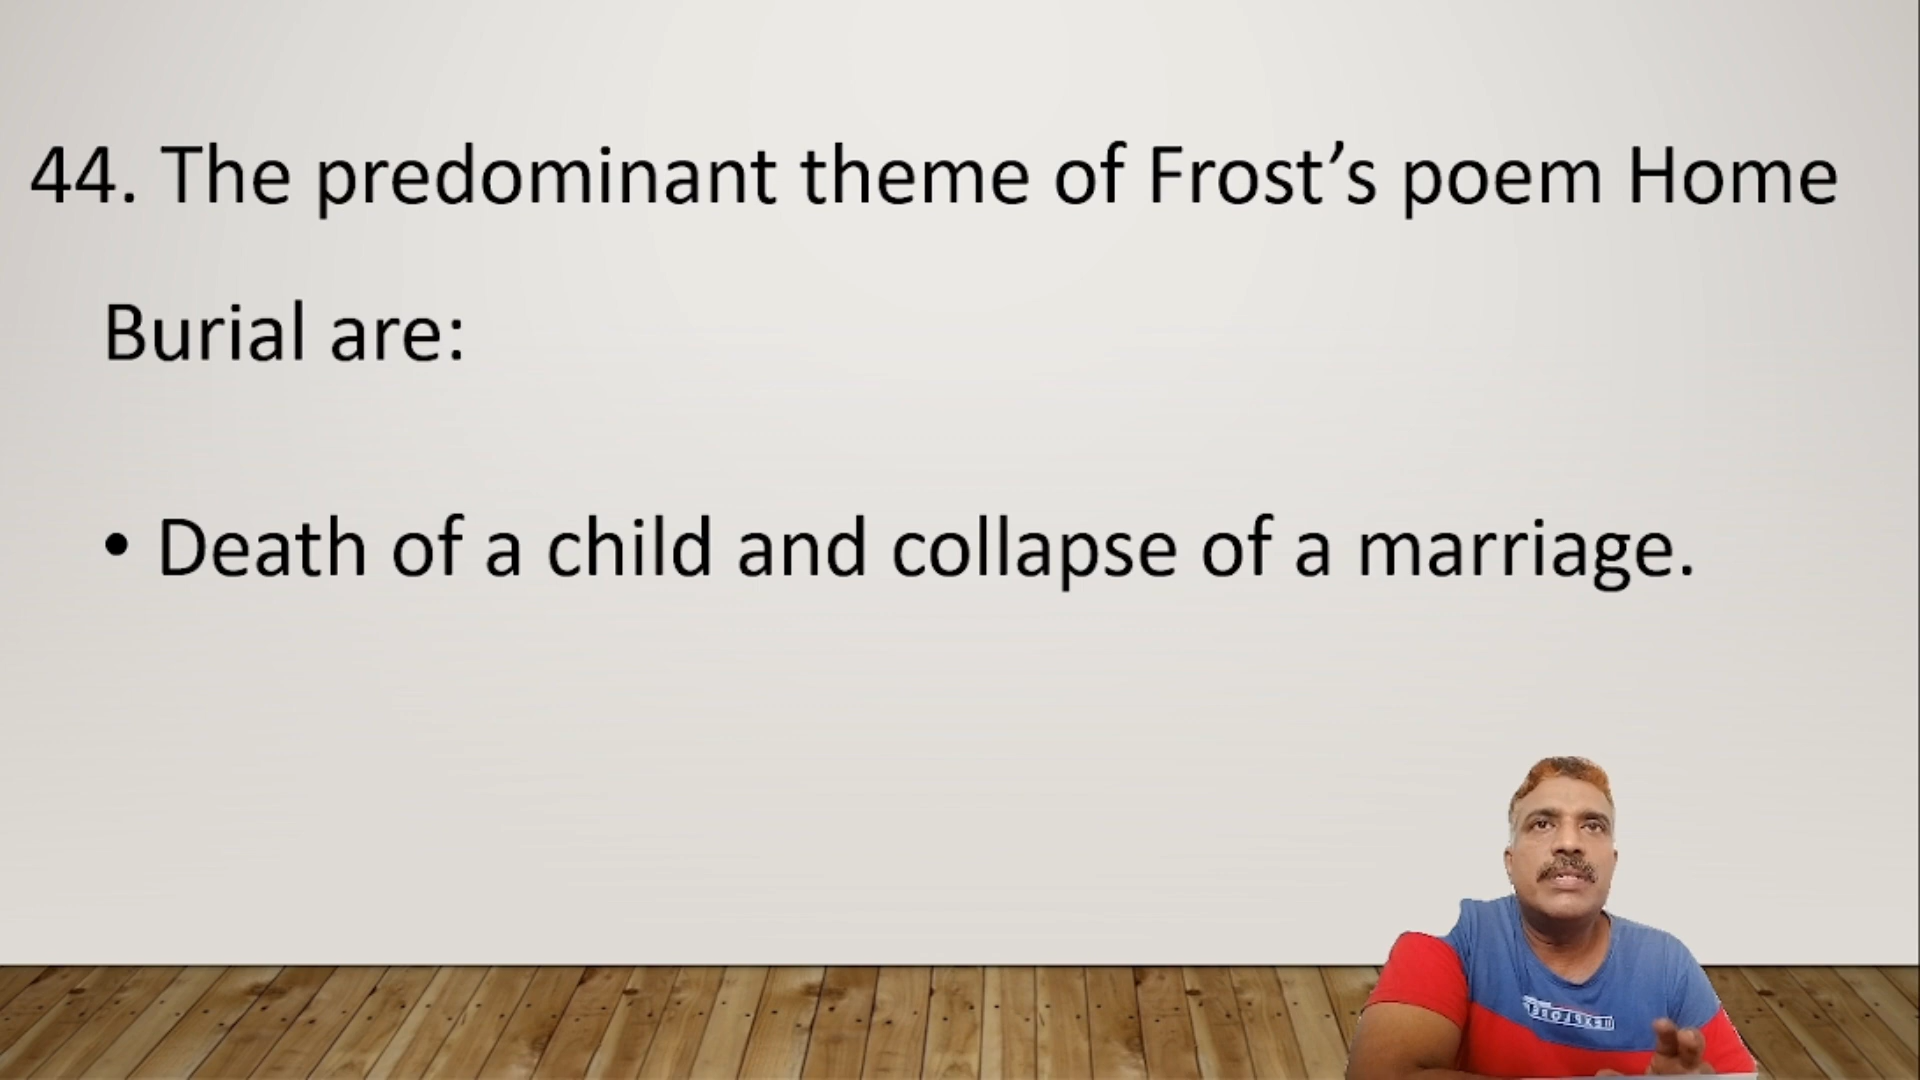 44. The predominant theme of Frost’s poem Home
Burial are:
• Death of a child and collapse of a marriage.